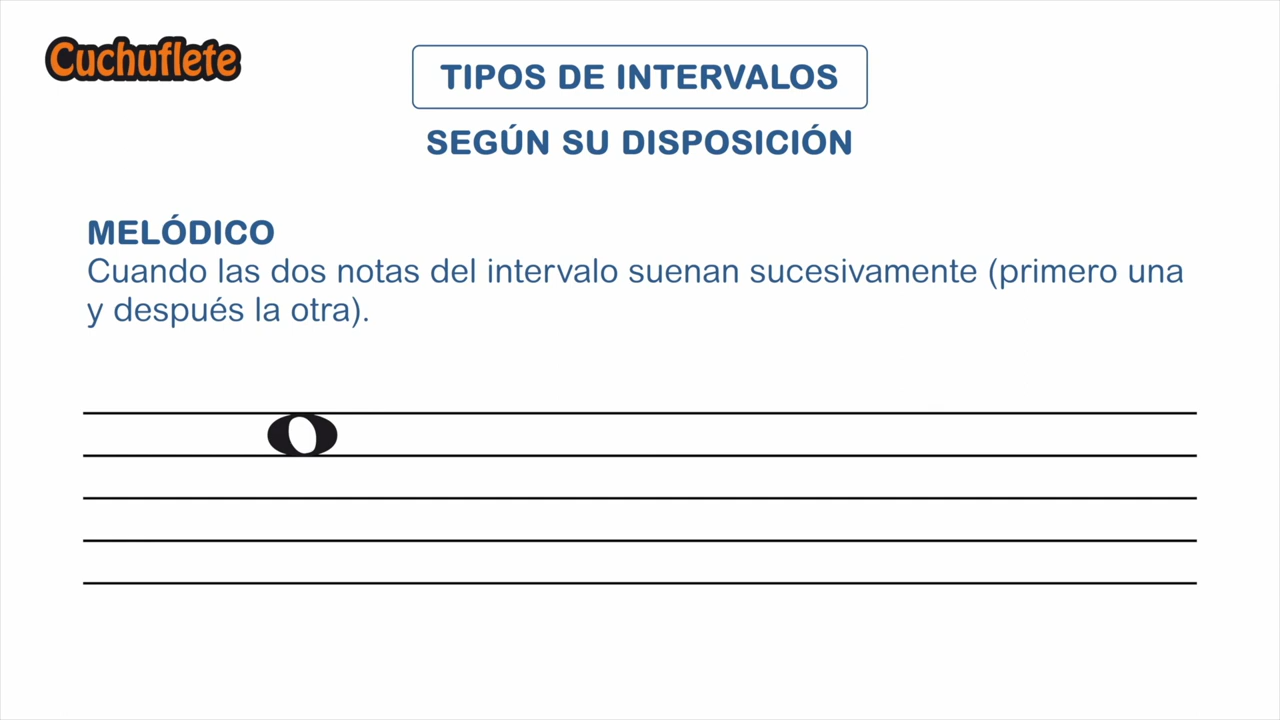 Cuchuflete
TIPOS DE INTERVALOS
SEGÚN SU DISPOSICIÓN
MELÓDICO
Cuando las dos notas del intervalo suenan sucesivamente (primero una
y después la otra).